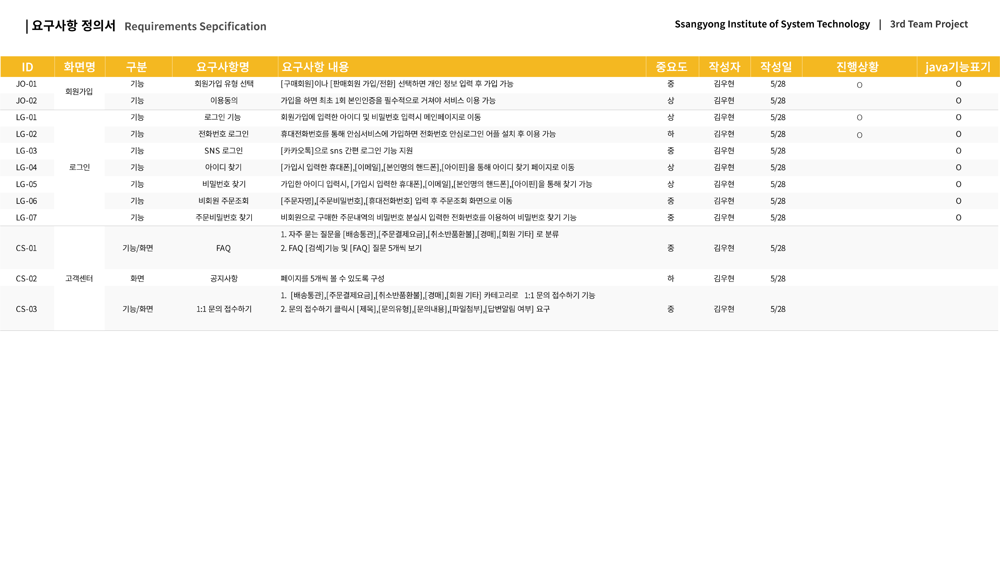 | 요구사항 정의서 Requirements Sepcification
Ssangyong Institute of System Technology | 3rd Team Project
ID 화면명 구분 요구사항명 요구사항 내용 중요도 작성자 작성일 진행상황 java기능표기
JO-01 기능 회원가입 유형 선택 [구매회원]이나 [판매회원 가입/전환] 선택하면 개인 정보 입력 후 가입 가능 중 김우현 5/28 O O
회원가입
JO-02 기능 이용동의 가입을 하면 최초 1회 본인인증을 필수적으로 거쳐야 서비스 이용 가능 상 김우현 5/28 O
LG-01 기능 로그인 기능 회원가입에 입력한 아이디 및 비밀번호 입력시 메인페이지로 이동 상 김우현 5/28 O O
LG-02 기능 전화번호 로그인 휴대전화번호를 통해 안심서비스에 가입하면 전화번호 안심로그인 어플 설치 후 이용 가능 하 김우현 5/28 O O
LG-03 기능 SNS 로그인 [카카오톡]으로 sns 간편 로그인 기능 지원 중 김우현 5/28 O
LG-04 로그인 기능 아이디 찾기 [가입시 입력한 휴대폰],[이메일],[본인명의 핸드폰],[아이핀]을 통해 아이디 찾기 페이지로 이동 상 김우현 5/28 O
LG-05 기능 비밀번호 찾기 가입한 아이디 입력시, [가입시 입력한 휴대폰],[이메일],[본인명의 핸드폰],[아이핀]을 통해 찾기 가능 상 김우현 5/28 O
LG-06 기능 비회원 주문조회 [주문자명],[주문비밀번호],[휴대전화번호] 입력 후 주문조회 화면으로 이동 중 김우현 5/28 O
LG-07 기능 주문비밀번호 찾기 비회원으로 구매한 주문내역의 비밀번호 분실시 입력한 전화번호를 이용하여 비밀번호 찾기 기능 중 김우현 5/28 O
1. 자주 묻는 질문을 [배송통관],[주문결제요금],[취소반품환불],[경매],[회원 기타] 로 분류
CS-01 기능/화면 FAQ 2. FAQ [검색]기능 및 [FAQ] 질문 5개씩 보기 중 김우현 5/28
CS-02 고객센터 화면 공지사항 페이지를 5개씩 볼 수 있도록 구성 하 김우현 5/28
1. [배송통관],[주문결제요금],[취소반품환불],[경매],[회원 기타] 카테고리로 1:1 문의 접수하기 기능
CS-03 기능/화면 1:1 문의 접수하기 2. 문의 접수하기 클릭시 [제목],[문의유형],[문의내용],[파일첨부],[답변알림 여부] 요구 중 김우현 5/28